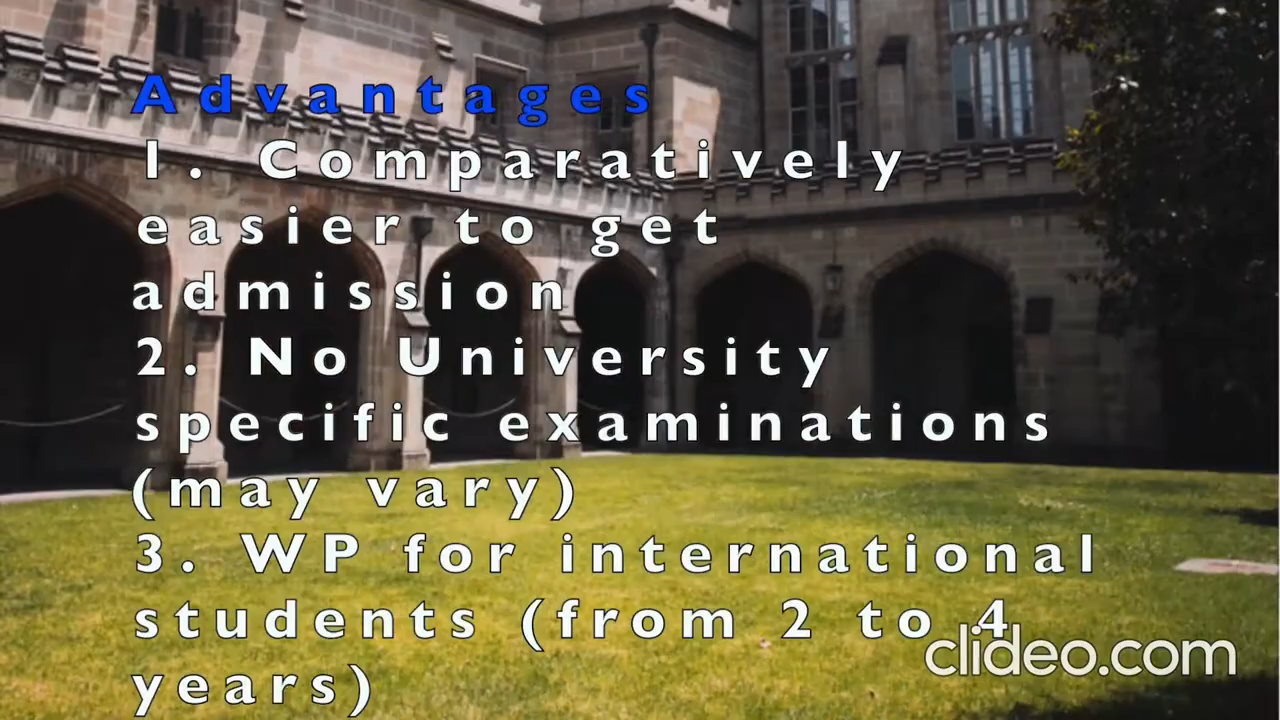 Advantages
1. Comparatively
easier to get
admission
2. No University
specific examinations
(may vary)
3. WP for international
students (from 2 to 4
years)
clideo.com